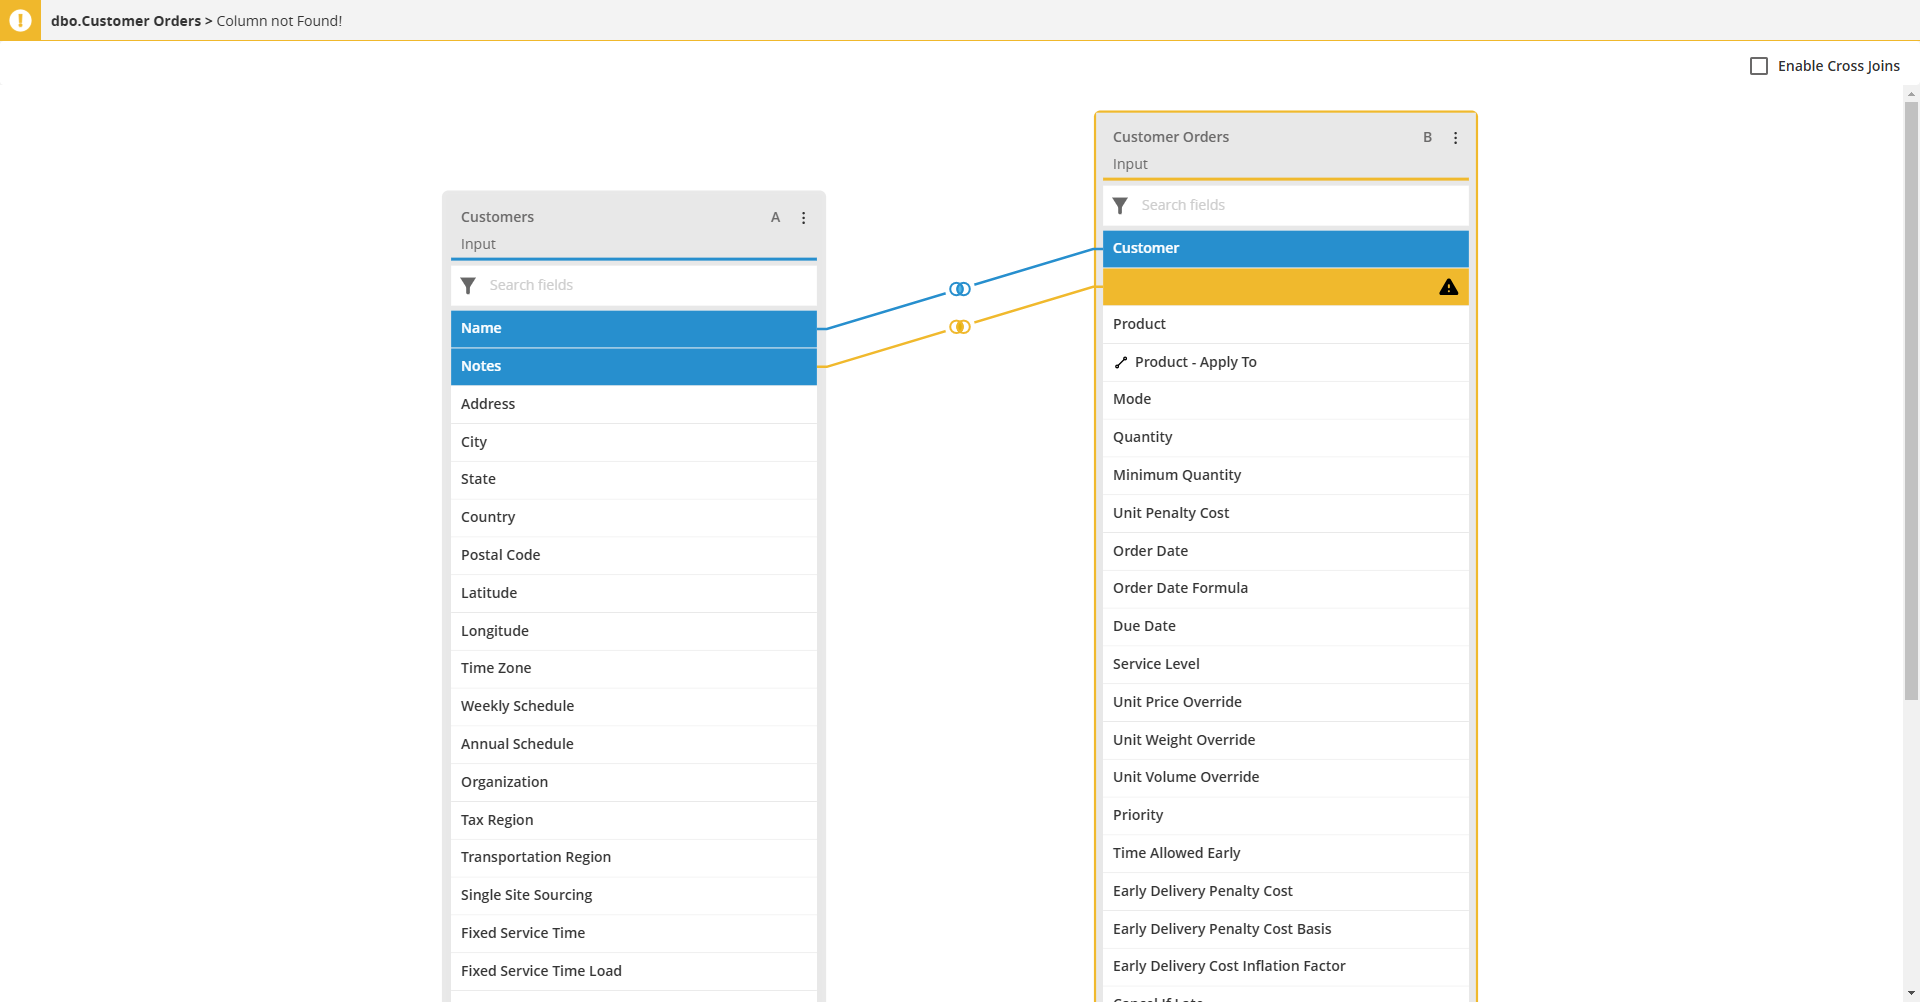 dbo.Customer Orders > Column not Found!
Enable Cross Joins
Customers A
Input
Search fields
Name
Notes
Address
City
State
Country
Postal Code
Latitude
Longitude
Time Zone
Weekly Schedule
Annual Schedule
Organization
Tax Region
Transportation Region
Single Site Sourcing
Fixed Service Time
Fixed Service Time Load
Customer Orders B
Input
Search fields
Customer
Product
Product - Apply To
Mode
Quantity
Minimum Quantity
Unit Penalty Cost
Order Date
Order Date Formula
Due Date
Service Level
Unit Price Override
Unit Weight Override
Unit Volume Override
Priority
Time Allowed Early
Early Delivery Penalty Cost
Early Delivery Penalty Cost Basis
Early Delivery Cost Inflation Factor
Cancel If Late